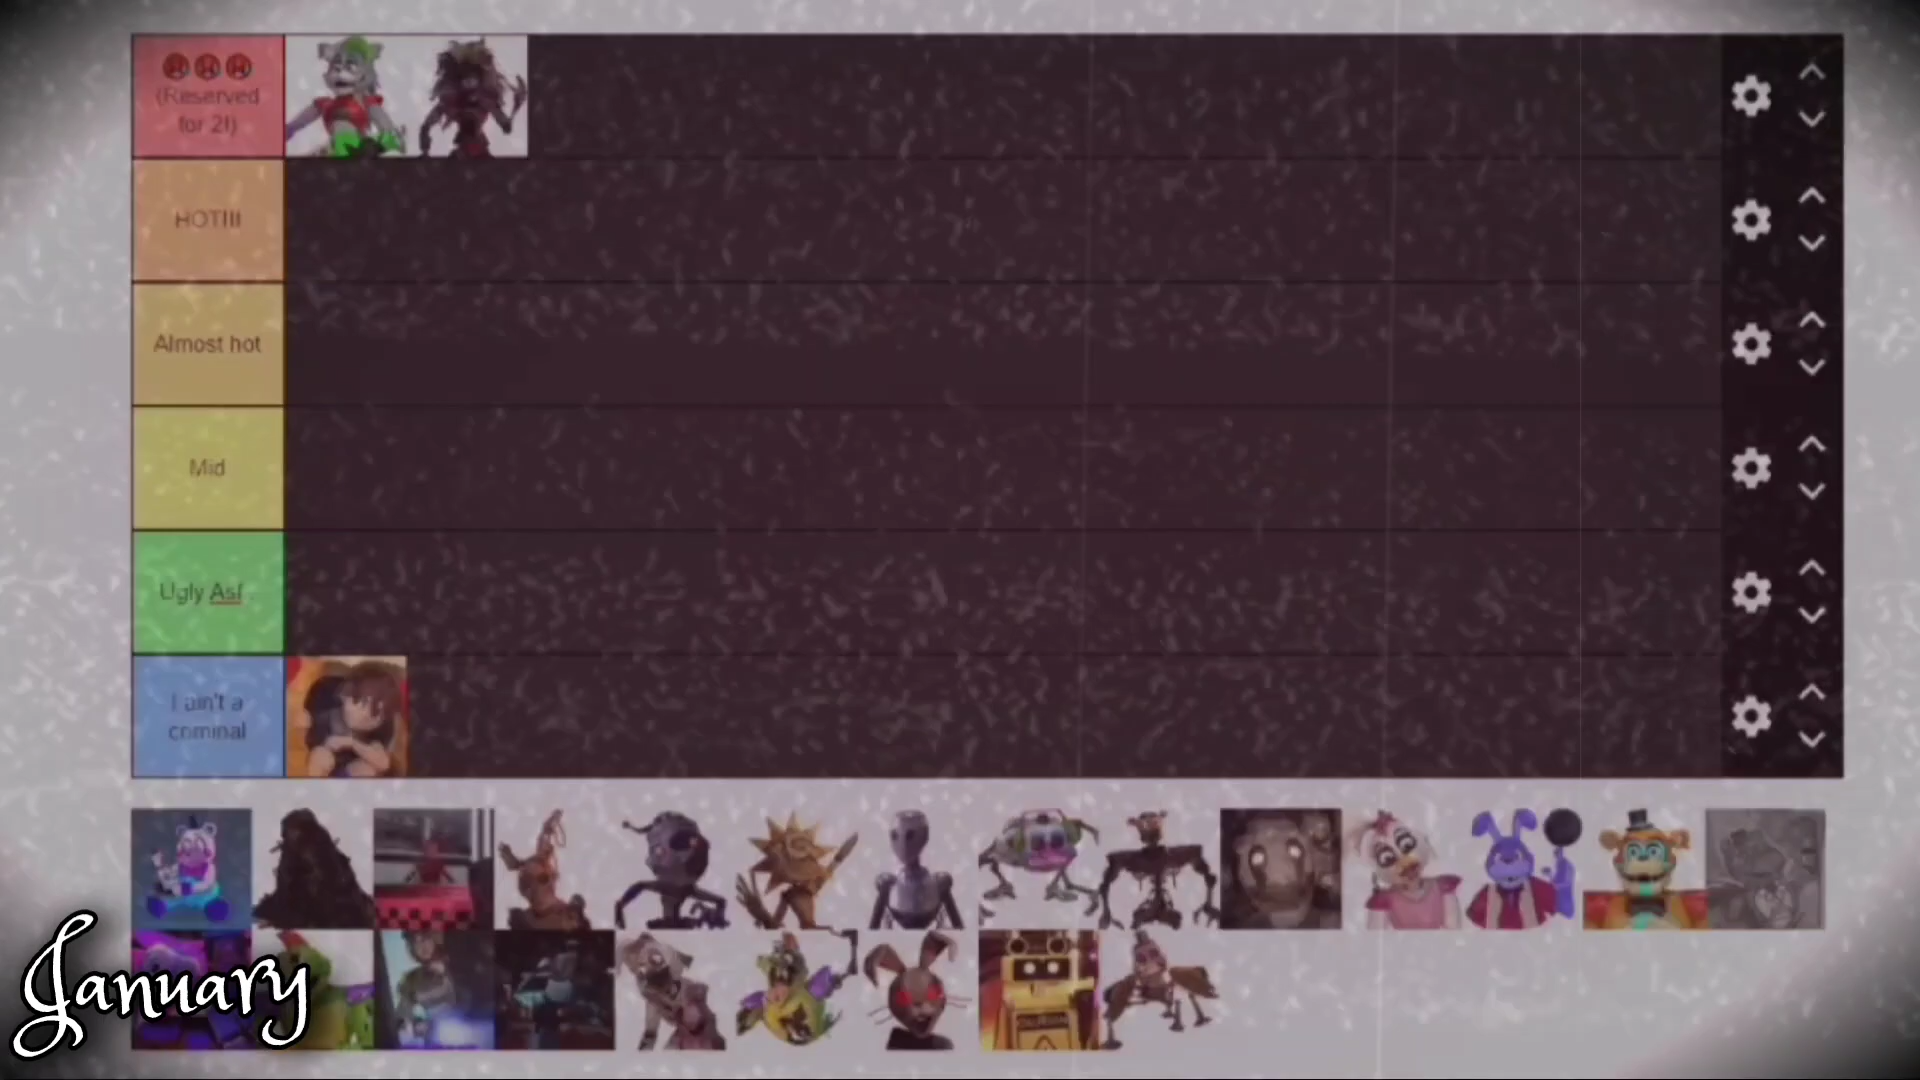 😡😡😡
(Reserved
for 2!)
HOT!!!
Almost hot
Mid
Ugly Asf
I ain't a
criminal
January